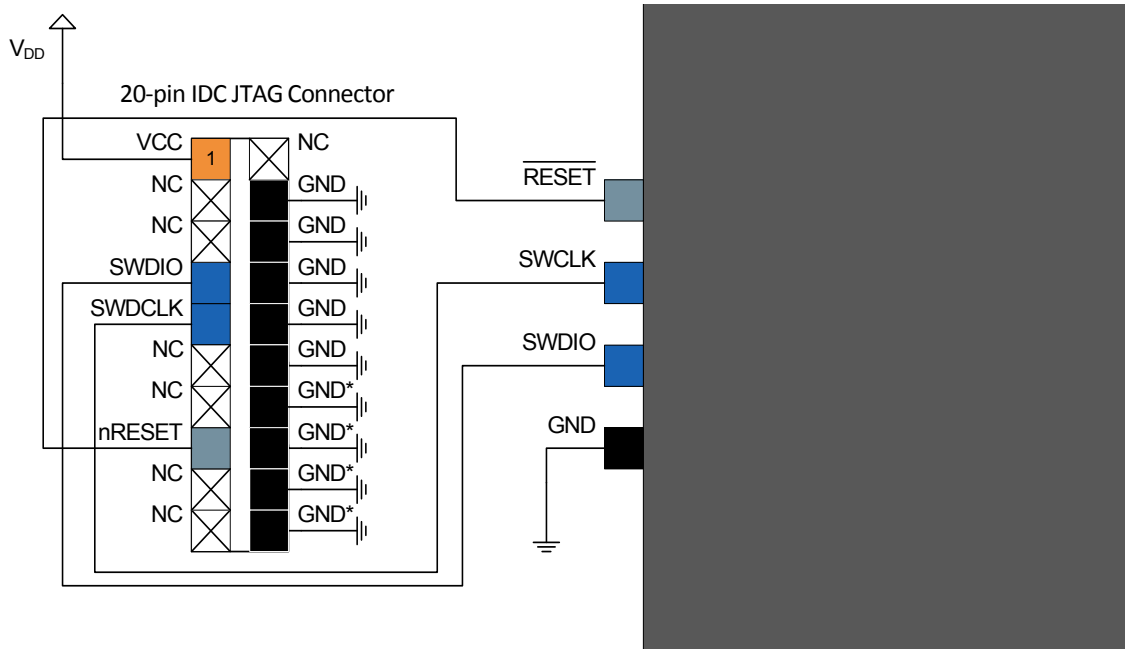 VDD
20-pin IDC JTAG Connector
VCC 1 NC
NC GND
NC GND
SWDIO GND
SWDCLK GND
NC GND
NC GND*
nRESET GND*
NC GND*
NC GND*
RESET
SWCLK
SWDIO
GND